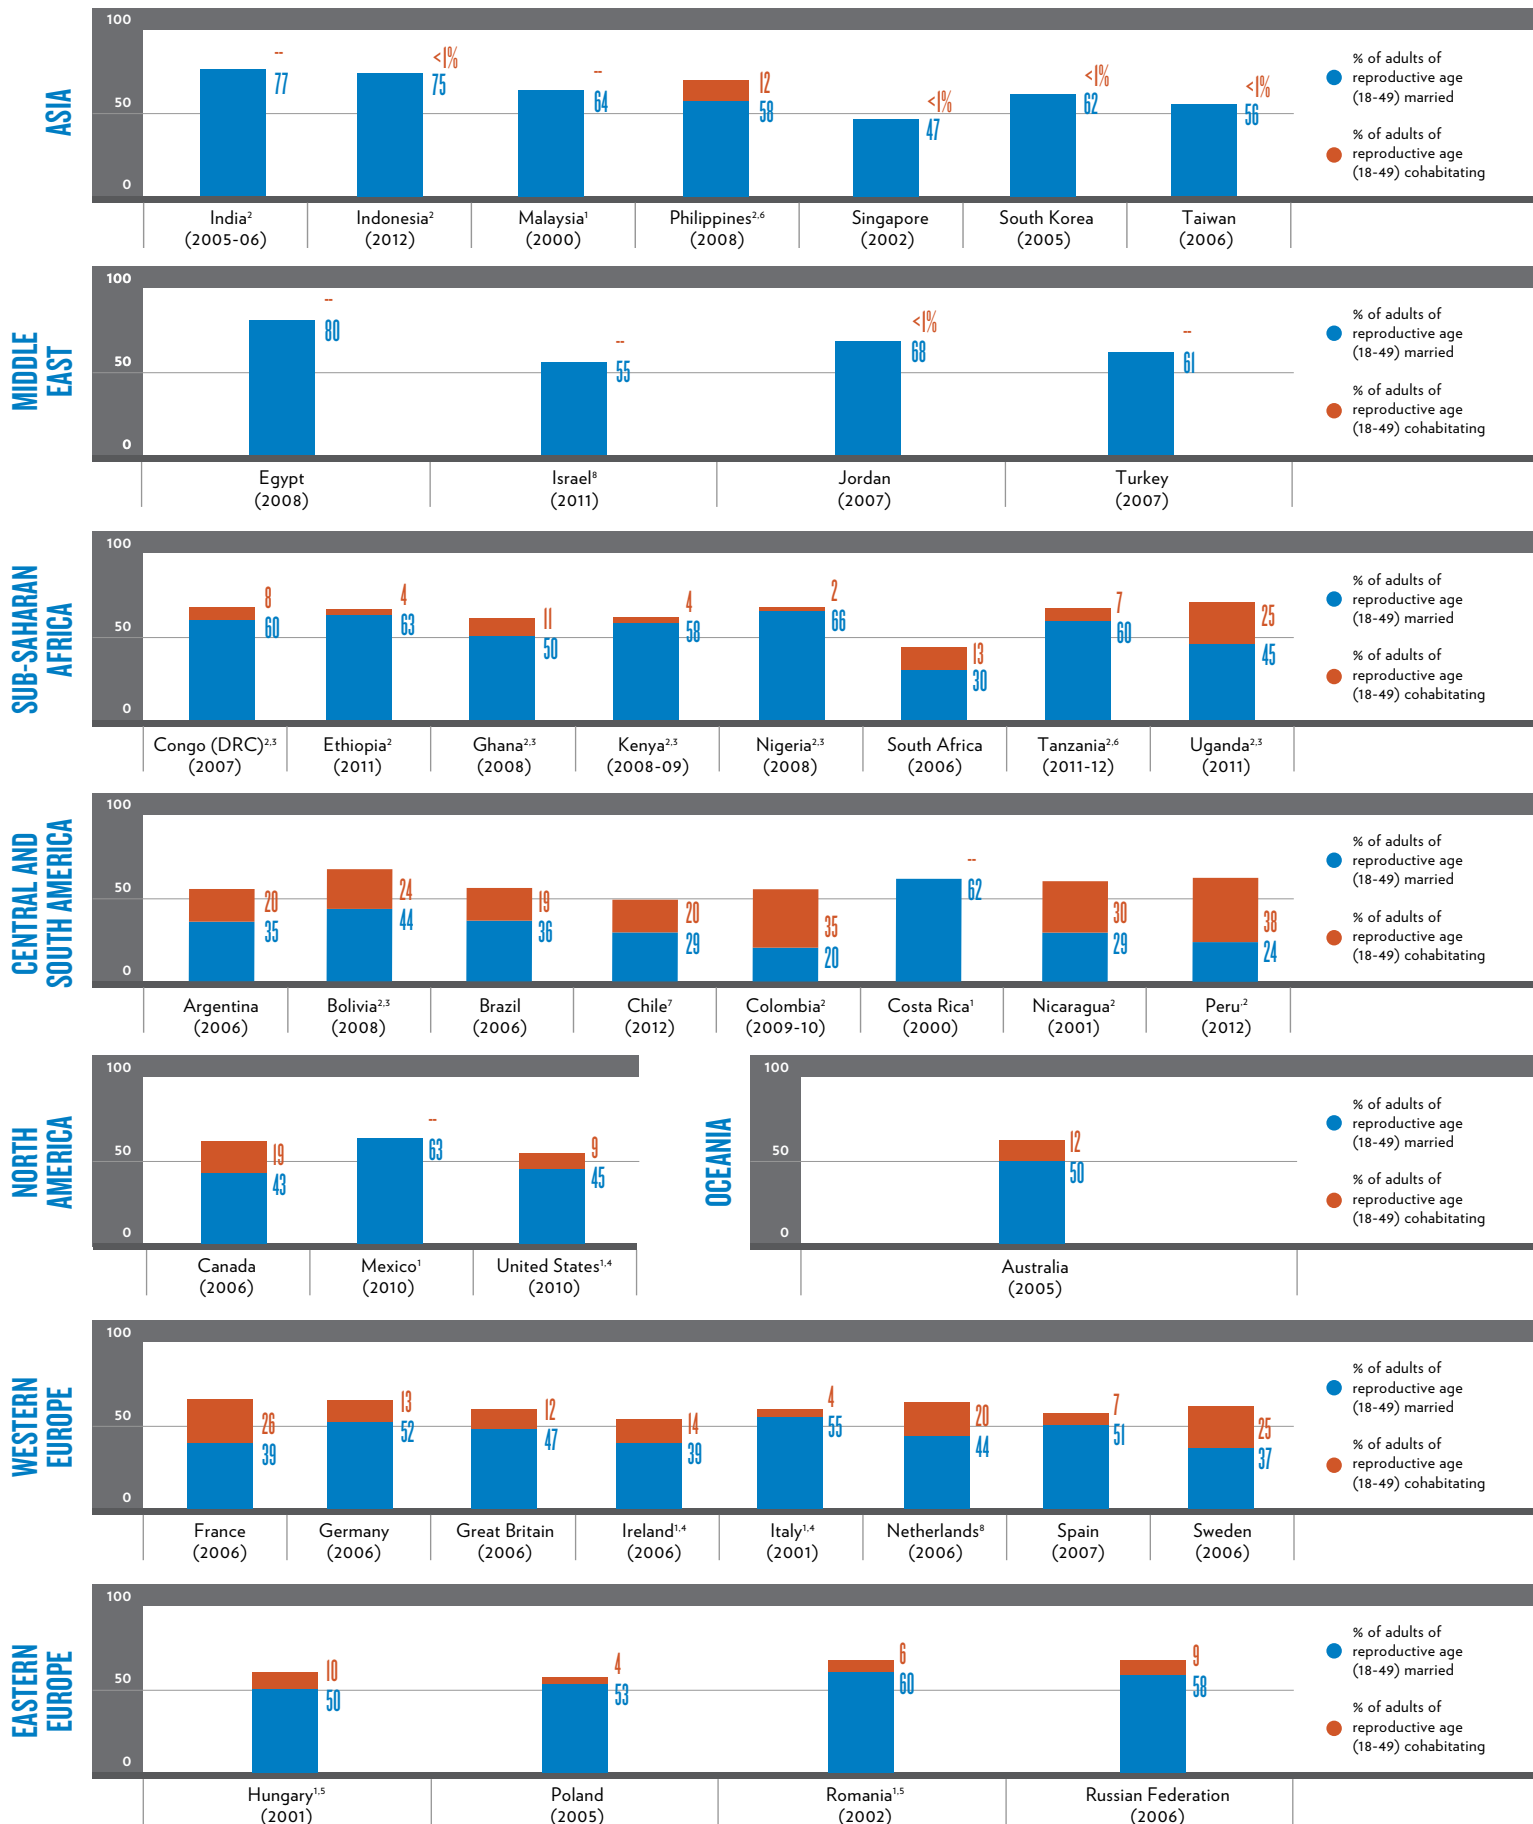 ASIA
100
50
0
--
77
<1%
75
--
64
12
58
<1%
47
<1%
62
<1%
56
% of adults of
reproductive age
(18-49) married
% of adults of
reproductive age
(18-49) cohabitating
India²
(2005-06)
Indonesia²
(2012)
Malaysia¹
(2000)
Philippines²,⁶
(2008)
Singapore
(2002)
South Korea
(2005)
Taiwan
(2006)
MIDDLE
EAST
100
50
0
--
80
--
55
<1%
68
--
61
% of adults of
reproductive age
(18-49) married
% of adults of
reproductive age
(18-49) cohabitating
Egypt
(2008)
Israel⁸
(2011)
Jordan
(2007)
Turkey
(2007)
SUB-SAHARAN
AFRICA
100
50
0
8
60
4
63
11
50
4
58
2
66
13
30
7
60
25
45
% of adults of
reproductive age
(18-49) married
% of adults of
reproductive age
(18-49) cohabitating
Congo (DRC)²,³
(2007)
Ethiopia²
(2011)
Ghana²,³
(2008)
Kenya²,³
(2008-09)
Nigeria²,³
(2008)
South Africa
(2006)
Tanzania²,⁶
(2011-12)
Uganda²,³
(2011)
CENTRAL AND
SOUTH AMERICA
100
50
0
20
35
24
44
19
36
20
29
35
20
--
62
30
29
38
24
% of adults of
reproductive age
(18-49) married
% of adults of
reproductive age
(18-49) cohabitating
Argentina
(2006)
Bolivia²,³
(2008)
Brazil
(2006)
Chile⁷
(2012)
Colombia²
(2009-10)
Costa Rica¹
(2000)
Nicaragua²
(2001)
Peru²
(2012)
NORTH
AMERICA
100
50
0
19
43
--
63
9
45
Canada
(2006)
Mexico¹
(2010)
United States¹,⁴
(2010)
OCEANIA
100
50
0
12
50
% of adults of
reproductive age
(18-49) married
% of adults of
reproductive age
(18-49) cohabitating
Australia
(2005)
WESTERN
EUROPE
100
50
0
26
39
13
52
12
47
14
39
4
55
20
44
7
51
25
37
% of adults of
reproductive age
(18-49) married
% of adults of
reproductive age
(18-49) cohabitating
France
(2006)
Germany
(2006)
Great Britain
(2006)
Ireland¹,⁴
(2006)
Italy¹,⁴
(2001)
Netherlands⁸
(2006)
Spain
(2007)
Sweden
(2006)
EASTERN
EUROPE
100
50
0
10
50
4
53
6
60
9
58
% of adults of
reproductive age
(18-49) married
% of adults of
reproductive age
(18-49) cohabitating
Hungary¹,⁵
(2001)
Poland
(2005)
Romania¹,⁵
(2002)
Russian Federation
(2006)